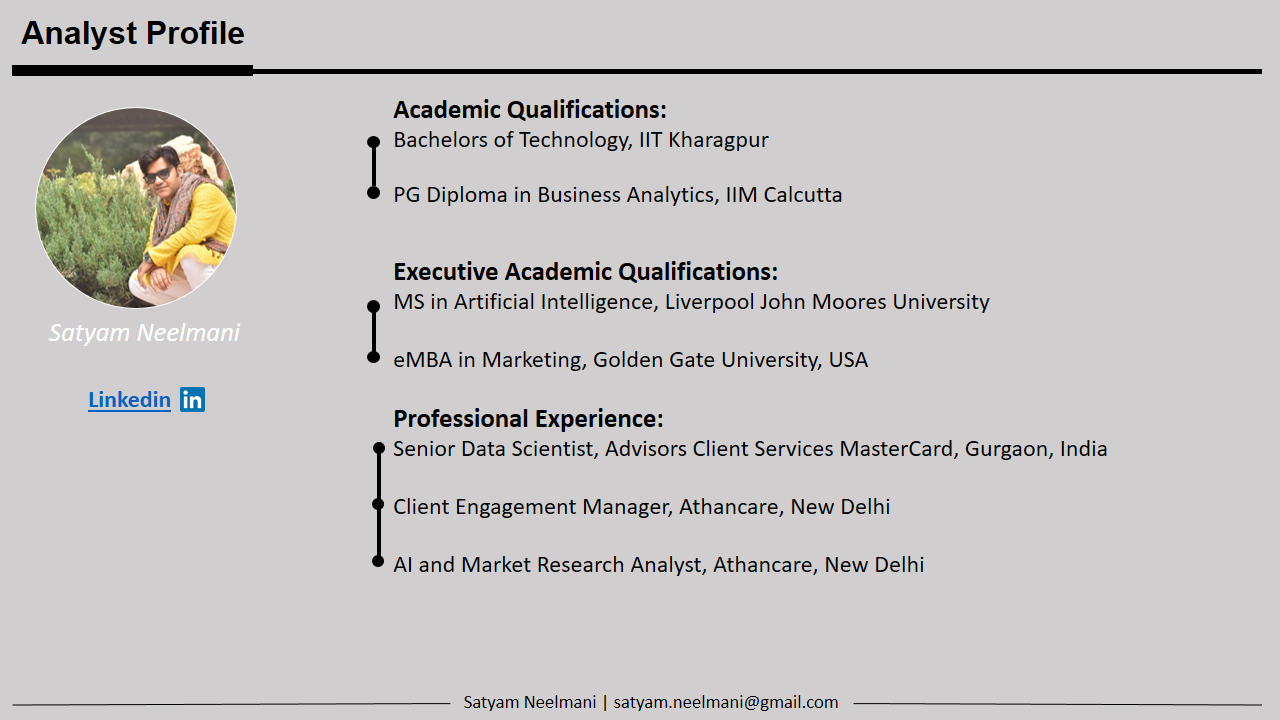 Analyst Profile
Academic Qualifications:
Bachelors of Technology, IIT Kharagpur
PG Diploma in Business Analytics, IIM Calcutta
Executive Academic Qualifications:
MS in Artificial Intelligence, Liverpool John Moores University
Satyam Neelmani
eMBA in Marketing, Golden Gate University, USA
Linkedin in
Professional Experience:
Senior Data Scientist, Advisors Client Services MasterCard, Gurgaon, India
Client Engagement Manager, Athancare, New Delhi
AI and Market Research Analyst, Athancare, New Delhi
Satyam Neelmani | satyam.neelmani@gmail.com